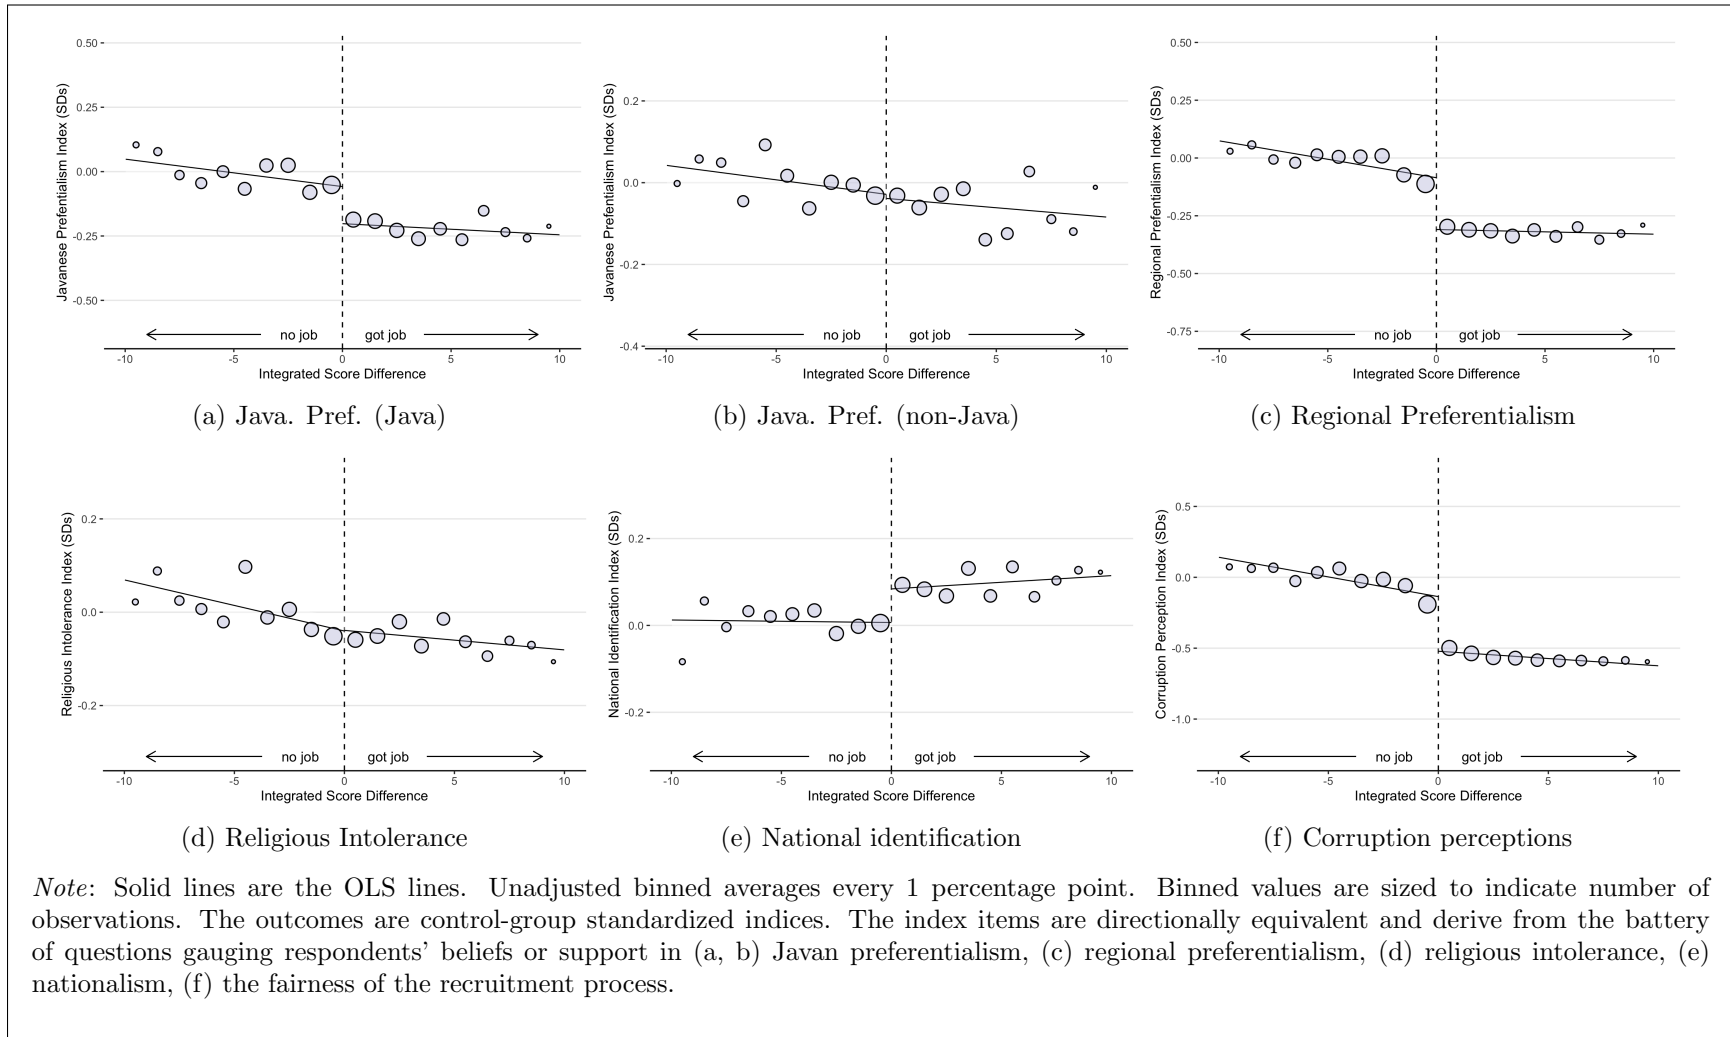 Javanese Prefentialism Index (SDs)
0.50
0.25
0.00
-0.25
-0.50
no job
got job
-10
-5
0
5
10
Integrated Score Difference
(a) Java. Pref. (Java)
Javanese Prefentialism Index (SDs)
0.2
0.0
-0.2
-0.4
no job
got job
-10
-5
0
5
10
Integrated Score Difference
(b) Java. Pref. (non-Java)
Regional Prefentialism Index (SDs)
0.50
0.25
0.00
-0.25
-0.50
-0.75
no job
got job
-10
-5
0
5
10
Integrated Score Difference
(c) Regional Preferentialism
Religious Intolerance Index (SDs)
0.2
0.0
-0.2
no job
got job
-10
-5
0
5
10
Integrated Score Difference
(d) Religious Intolerance
National Identification Index (SDs)
0.2
0.0
-0.2
no job
got job
-10
-5
0
5
10
Integrated Score Difference
(e) National identification
Corruption Perception Index (SDs)
0.5
0.0
-0.5
-1.0
no job
got job
-10
-5
0
5
10
Integrated Score Difference
(f) Corruption perceptions
Note: Solid lines are the OLS lines. Unadjusted binned averages every 1 percentage point. Binned values are sized to indicate number of
observations. The outcomes are control-group standardized indices. The index items are directionally equivalent and derive from the battery
of questions gauging respondents' beliefs or support in (a, b) Javan preferentialism, (c) regional preferentialism, (d) religious intolerance, (e)
nationalism, (f) the fairness of the recruitment process.